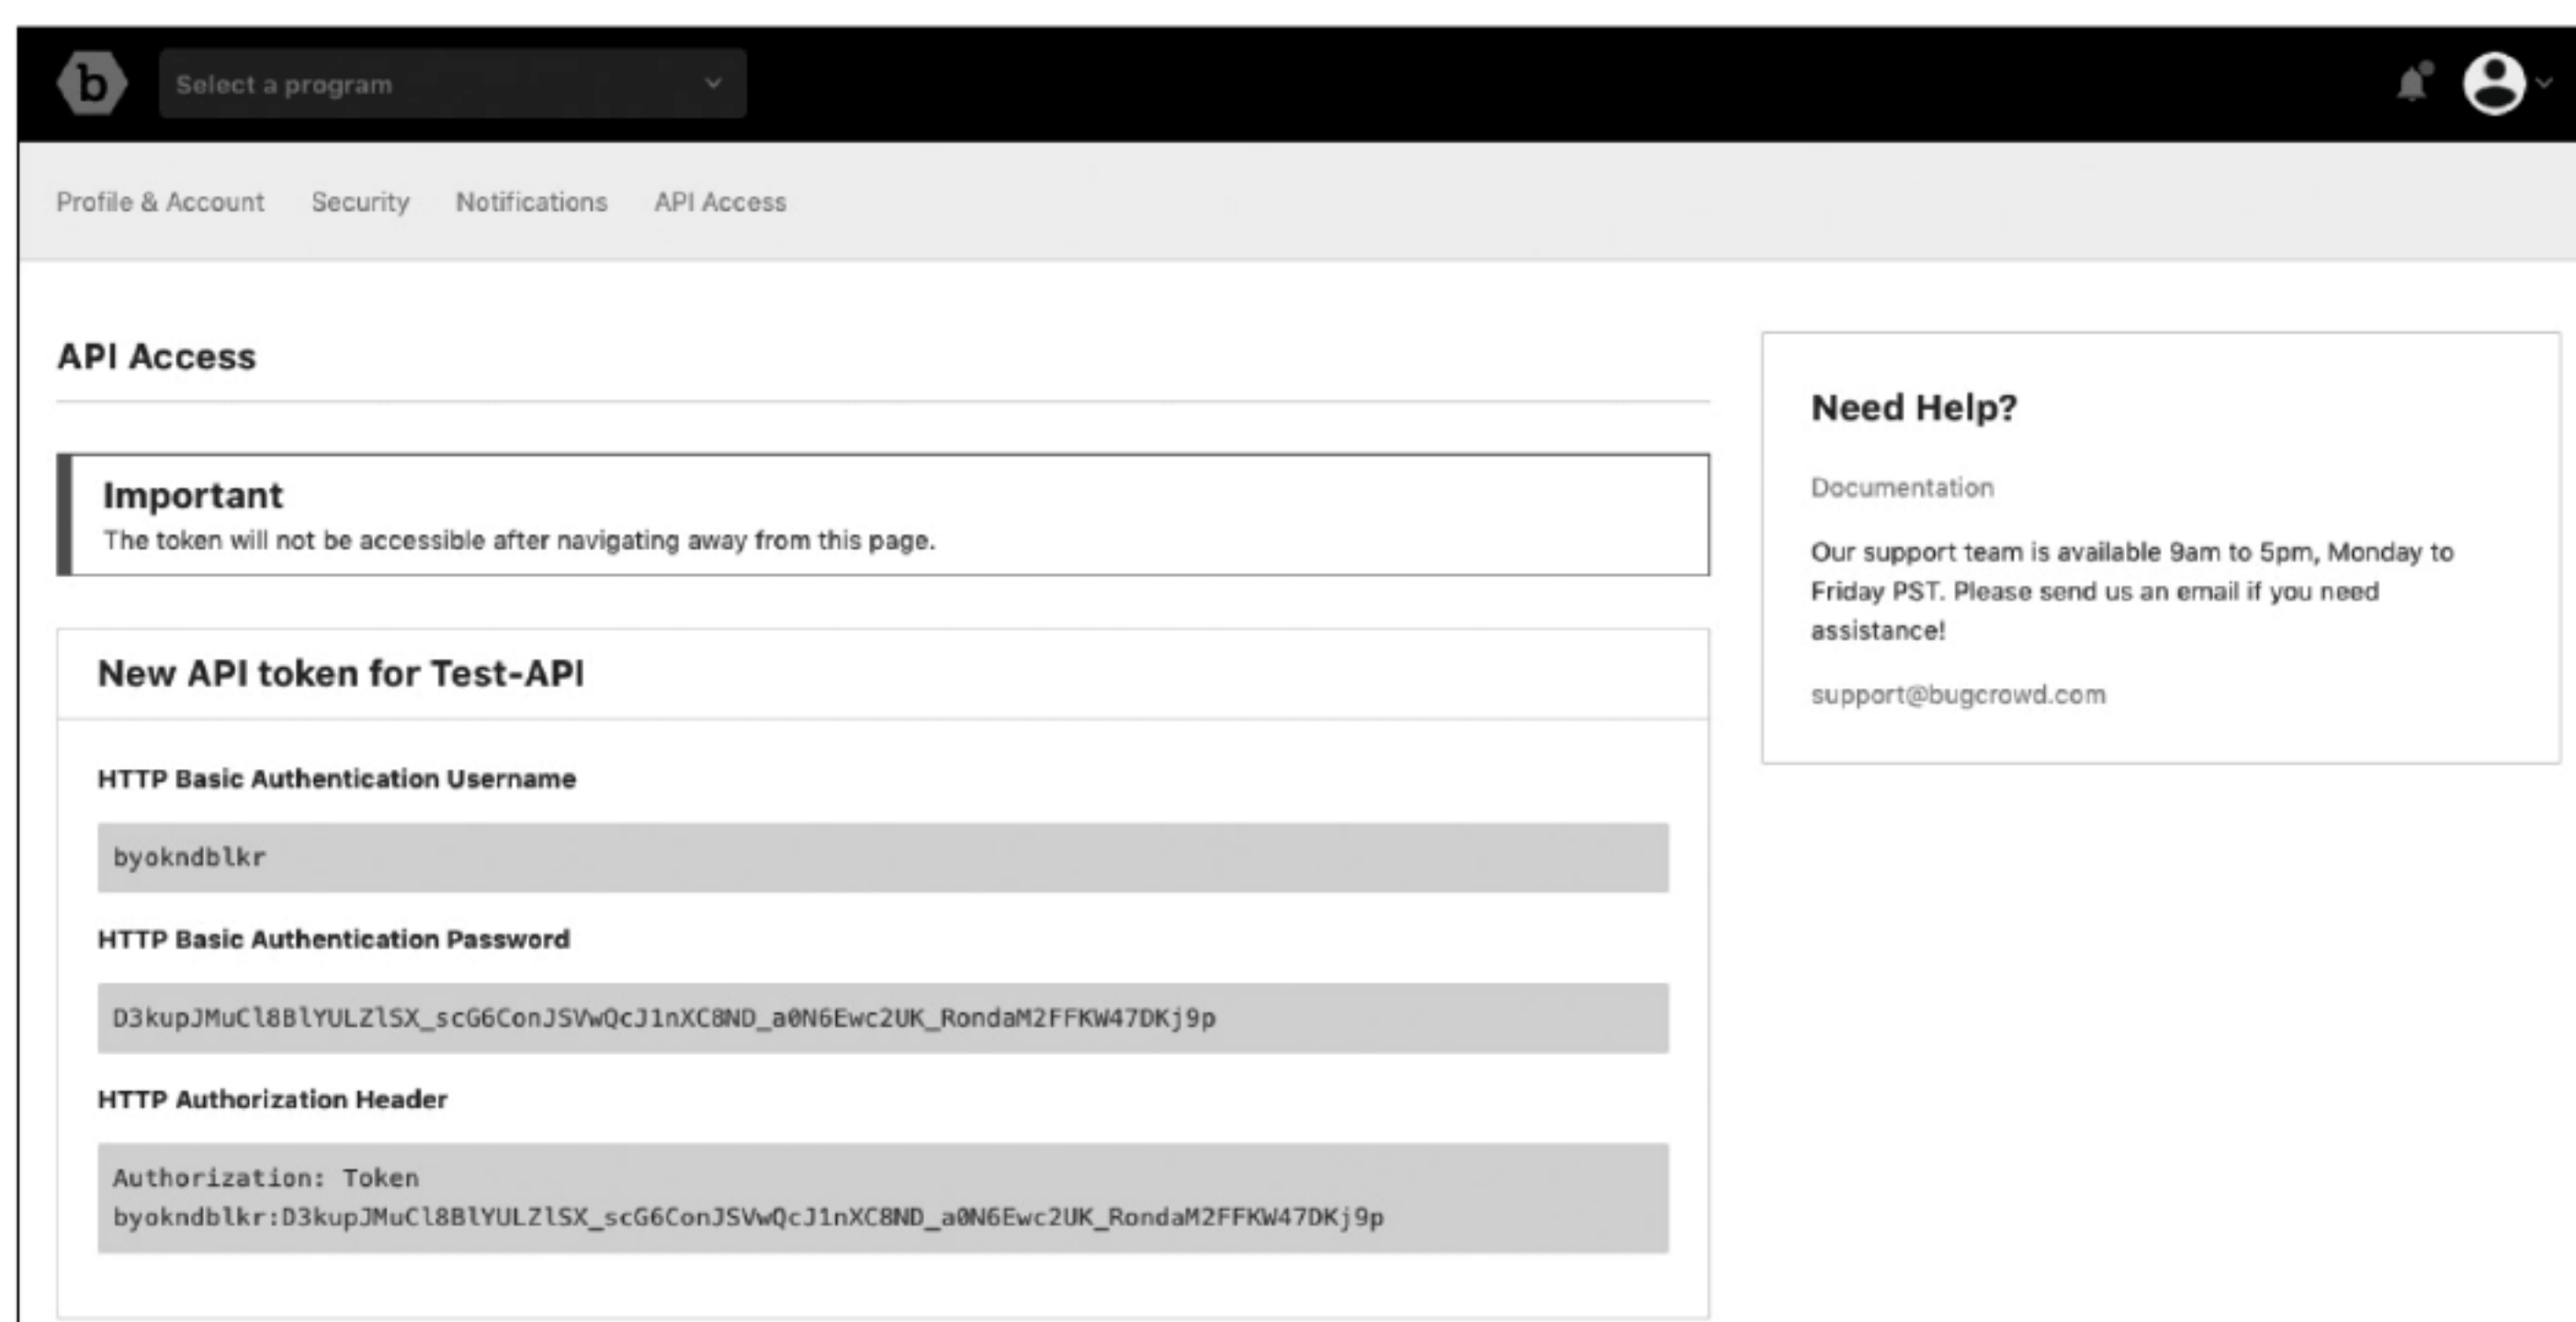 b
Select a program
Profile & Account Security Notifications API Access
API Access
Important
The token will not be accessible after navigating away from this page.
New API token for Test-API
HTTP Basic Authentication Username
byokndblkr
HTTP Basic Authentication Password
D3kupJMuCl8BlYULZlSX_scG6ConJSVwQcJ1nXC8ND_a0N6Ewc2UK_RondaM2FFKW47DKj9p
HTTP Authorization Header
Authorization: Token
byokndblkr:D3kupJMuCl8BlYULZlSX_scG6ConJSVwQcJ1nXC8ND_a0N6Ewc2UK_RondaM2FFKW47DKj9p
Need Help?
Documentation
Our support team is available 9am to 5pm, Monday to
Friday PST. Please send us an email if you need
assistance!
support@bugcrowd.com